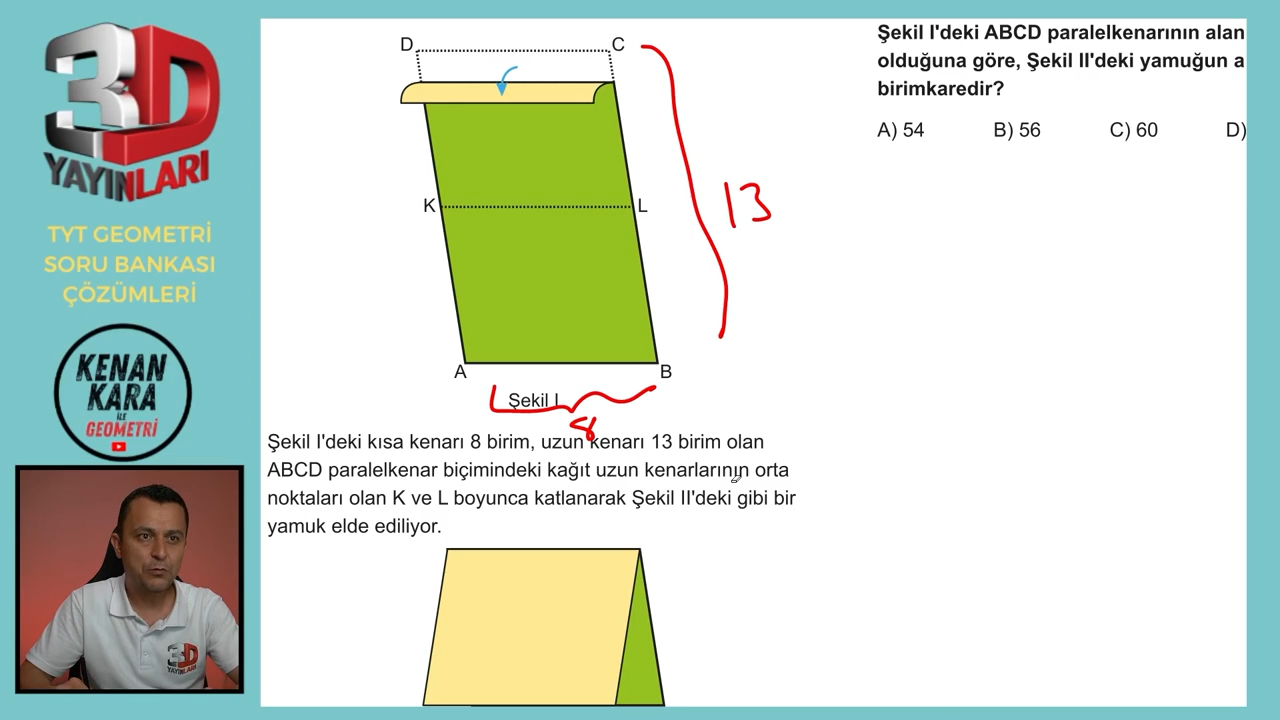 3D
YAYINLARI
TYT GEOMETRİ
SORU BANKASI
ÇÖZÜMLERİ
KENAN
KARA
İLE
GEOMETRİ
3D
YAYINLARI
D
C
K
L
13
A
B
Şekil I
8
Şekil I'deki kısa kenarı 8 birim, uzun kenarı 13 birim olan
ABCD paralelkenar biçimindeki kağıt uzun kenarlarının orta
noktaları olan K ve L boyunca katlanarak Şekil II'deki gibi bir
yamuk elde ediliyor.
Şekil I'deki ABCD paralelkenarının alan
olduğuna göre, Şekil II'deki yamuğun a
birimkaredir?
A) 54 B) 56 C) 60 D)